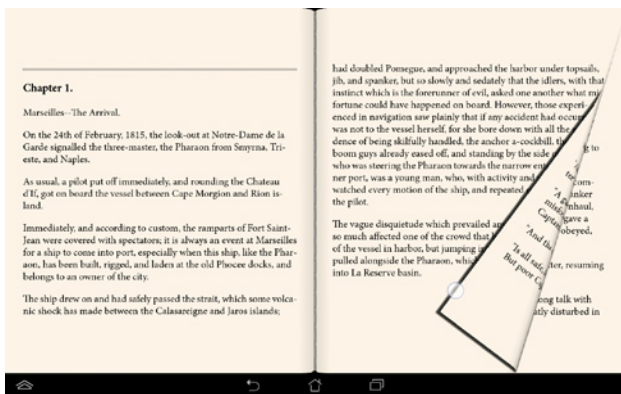 Chapter 1.
Marseilles--The Arrival.
On the 24th of February, 1815, the look-out at Notre-Dame de la
Garde signalled the three-master, the Pharaon from Smyrna, Tri-
este, and Naples.
As usual, a pilot put off immediately, and rounding the Chateau
d'If, got on board the vessel between Cape Morgion and Rion is-
land.
Immediately, and according to custom, the ramparts of Fort Saint-
Jean were covered with spectators; it is always an event at Marseilles
for a ship to come into port, especially when this ship, like the Phar-
aon, has been built, rigged, and laden at the old Phocee docks, and
belongs to an owner of the city.
The ship drew on and had safely passed the strait, which some volca-
nic shock has made between the Calasareigne and Jaros islands;
had doubled Pomegue, and approached the harbor under topsails,
jib, and spanker, but so slowly and sedately that the idlers, with that
instinct which is the forerunner of evil, asked one another what
fortune could have happened on board. However, those experi-
enced in navigation saw plainly that if any accident had
was not to the vessel herself, for she bore down with all the
dence of being skilfully handled, the anchor a-cockbill,
boom guys already eased off, and standing by the side
who was steering the Pharaon towards the narrow
ner port, was a young man, who, with activity and
watched every motion of the ship, and repeated
the pilot.
The vague disquietude which prevailed
so much affected one of the crowd that
of the vessel in harbor, but jumping
pulled alongside the Pharaon,
into La Reserve basin.
to
gave a
obeyed,
resuming
talk with
disturbed in
"And
"Is all
But poor